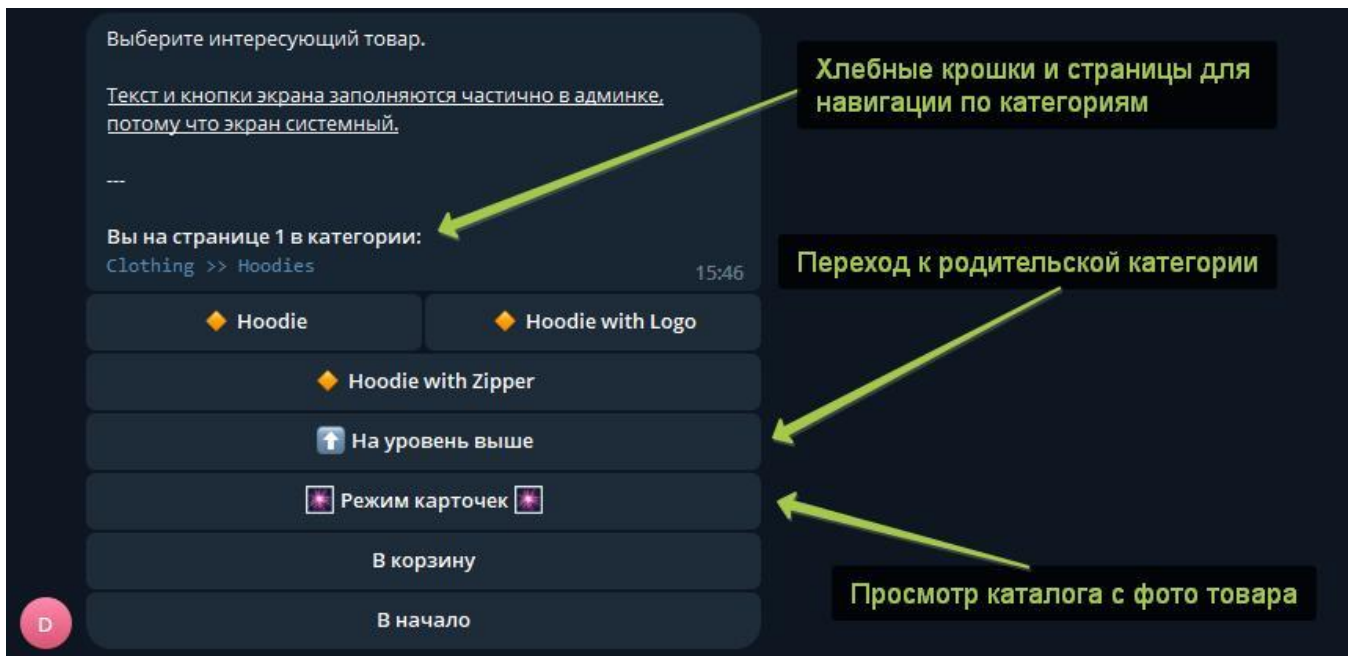 Выберите интересующий товар.
Текст и кнопки экрана заполняются частично в админке,
потому что экран системный.
---
Вы на странице 1 в категории:
Clothing >> Hoodies
15:46
Hoodie
Hoodie with Logo
Hoodie with Zipper
На уровень выше
Режим карточек
В корзину
В начало
D
Хлебные крошки и страницы для
навигации по категориям
Переход к родительской категории
Просмотр каталога с фото товара